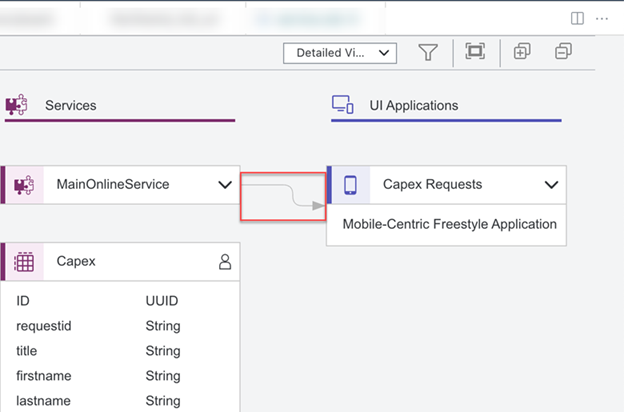 Detailed Vi...
Services
UI Applications
MainOnlineService
Capex Requests
Mobile-Centric Freestyle Application
Capex
ID UUID
requestid String
title String
firstname String
lastname String